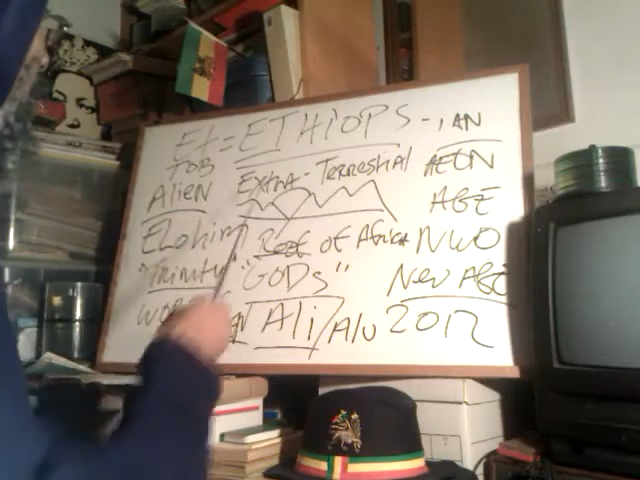 Et = ETHIOPS - IAN
TOB EXtRA - TERRESTIAL AEON
Alien AGE
Elohim OF AFRICA NWO
"Trinity" "GODs" New AGE
Ali / Alu 2012